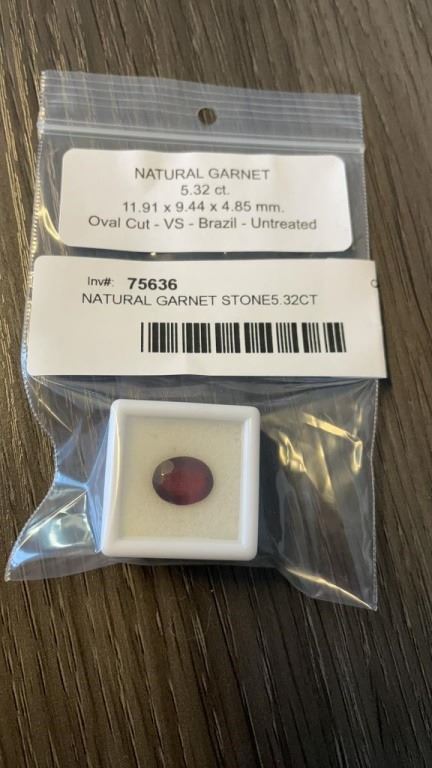 NATURAL GARNET
5.32 ct.
11.91 x 9.44 x 4.85 mm.
Oval Cut - VS - Brazil - Untreated
Inv#: 75636
NATURAL GARNET STONE5.32CT